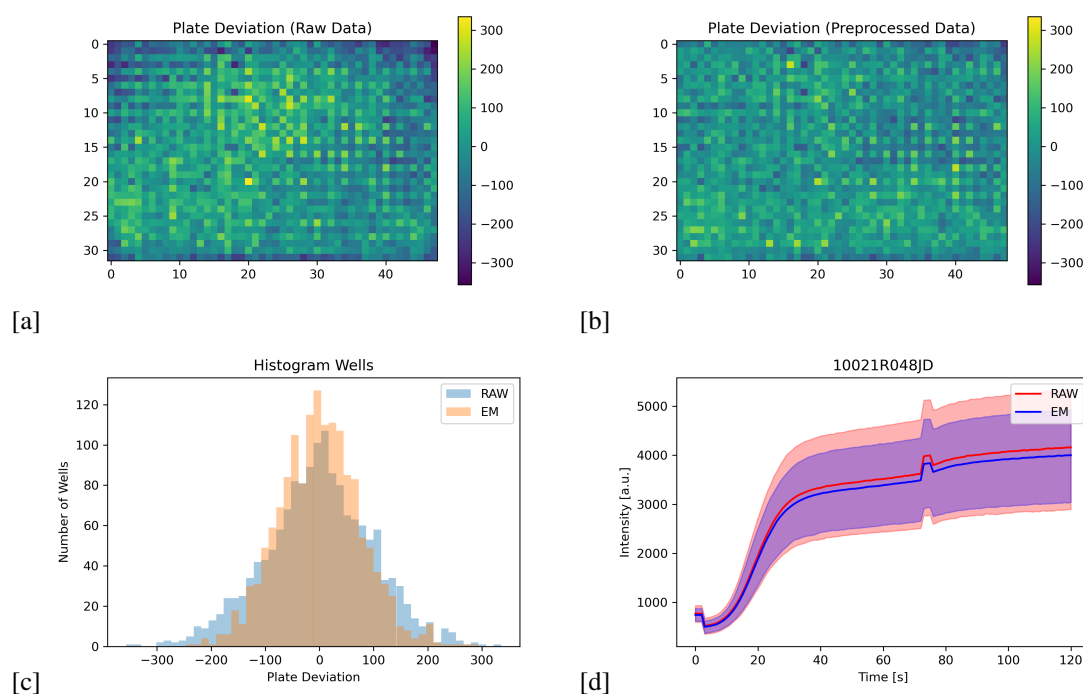 Plate Deviation (Raw Data)
0
5
10
15
20
25
30
0 10 20 30 40
300
200
100
0
−100
−200
−300
[a]
Plate Deviation (Preprocessed Data)
0
5
10
15
20
25
30
0 10 20 30 40
300
200
100
0
−100
−200
−300
[b]
Histogram Wells
RAW
EM
Number of Wells
120
100
80
60
40
20
0
−300 −200 −100 0 100 200 300
Plate Deviation
[c]
10021R048JD
RAW
EM
Intensity [a.u.]
5000
4000
3000
2000
1000
0 20 40 60 80 100 120
Time [s]
[d]